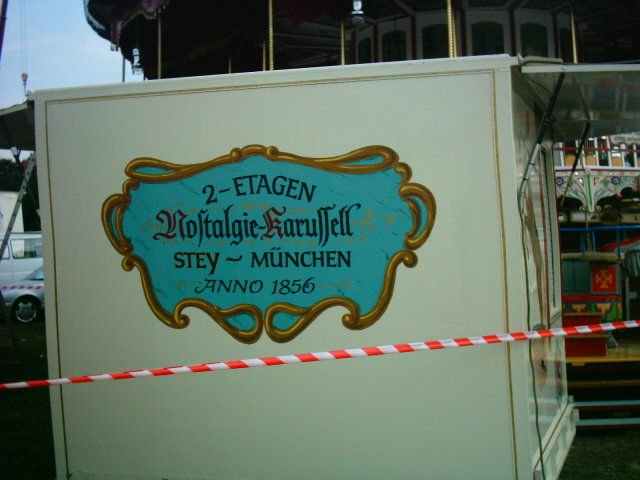 2-ETAGEN
Nostalgie-Karussell
STEY ~ MÜNCHEN
ANNO 1856